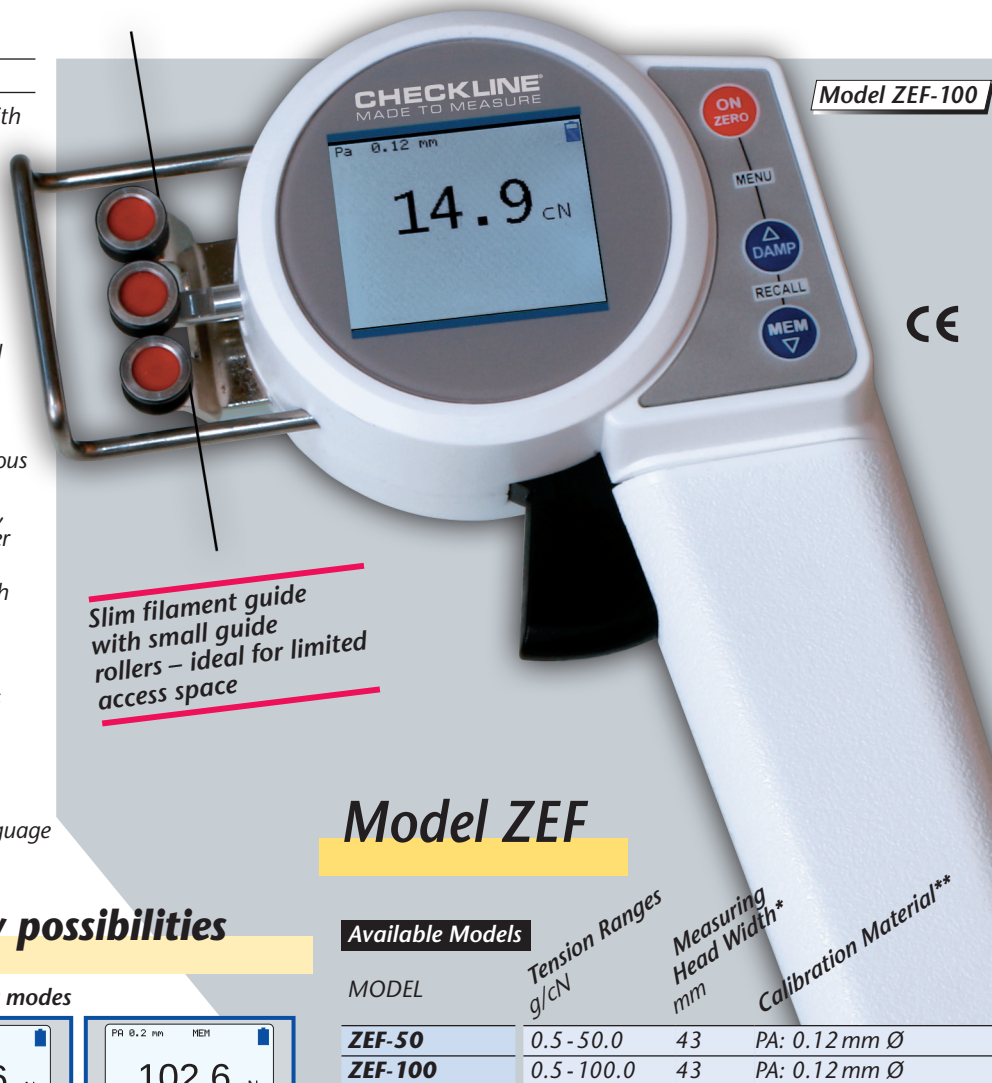 CHECKLINE®
MADE TO MEASURE
Pa 0.12 mm
14.9 cN
ON
ZERO
MENU
DAMP
RECALL
MEM
Model ZEF-100
CE
Slim filament guide
with small guide
rollers – ideal for limited
access space
possibilities
modes
PA 0.2 mm MEM
102.6
Model ZEF
Available Models
MODEL
Tension Ranges
g/cN
Measuring
Head Width*
mm
Calibration Material**
ZEF-50 0.5 - 50.0 43 PA: 0.12 mm Ø
ZEF-100 0.5 - 100.0 43 PA: 0.12 mm Ø